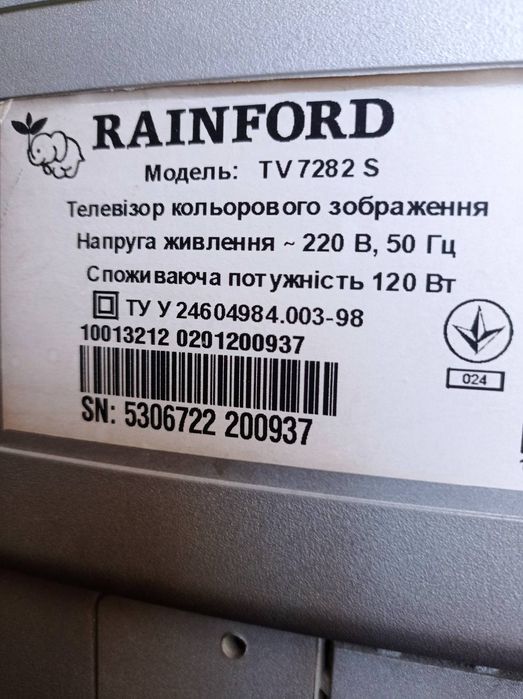 RAINFORD
Модель: TV 7282 S
Телевізор кольорового зображення
Напруга живлення ~ 220 В, 50 Гц
Споживаюча потужність 120 Вт
ТУ У 24604984.003-98
10013212 0201200937
024
SN: 5306722 200937